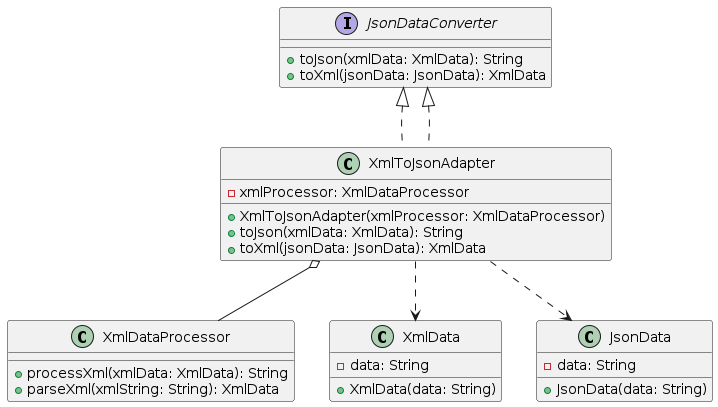 I JsonDataConverter
toJson(xmlData: XmlData): String
toXml(jsonData: JsonData): XmlData
C XmlToJsonAdapter
xmlProcessor: XmlDataProcessor
XmlToJsonAdapter(xmlProcessor: XmlDataProcessor)
toJson(xmlData: XmlData): String
toXml(jsonData: JsonData): XmlData
C XmlDataProcessor
processXml(xmlData: XmlData): String
parseXml(xmlString: String): XmlData
C XmlData
data: String
XmlData(data: String)
C JsonData
data: String
JsonData(data: String)